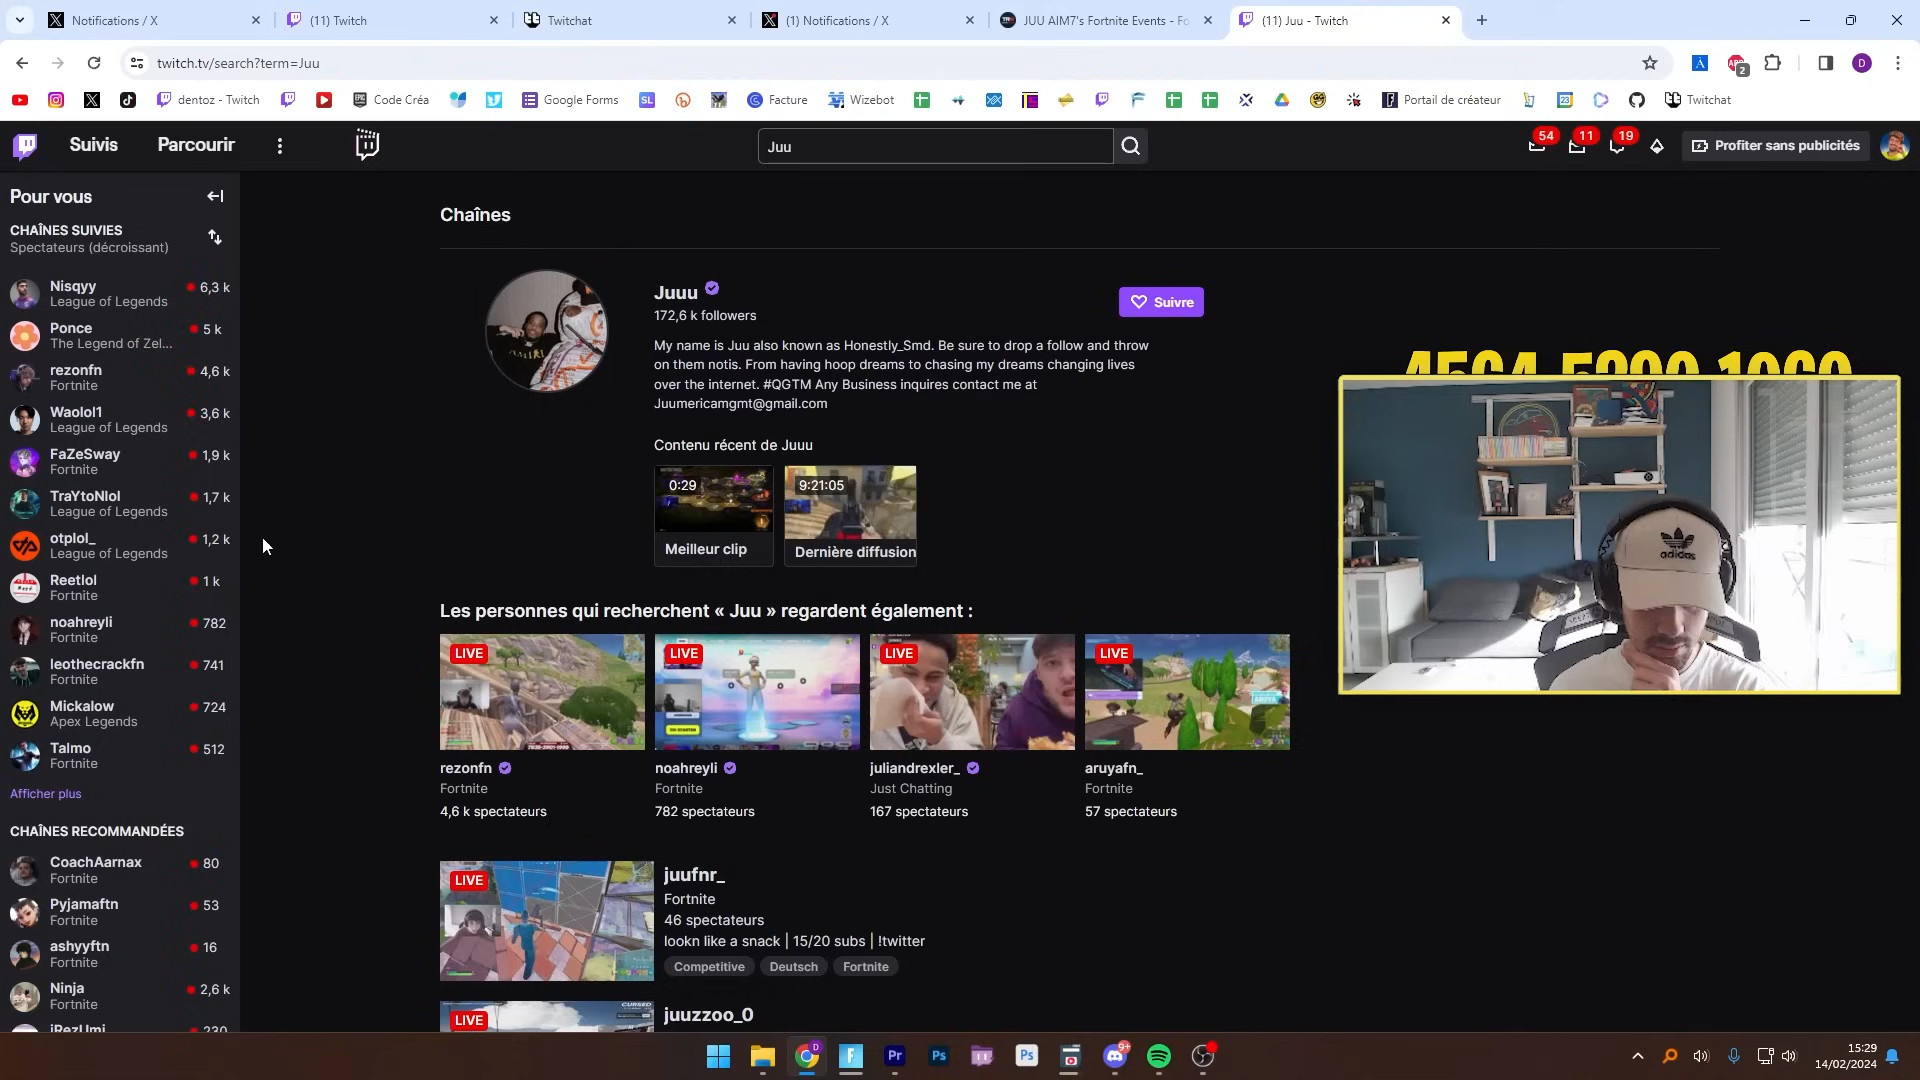 Notifications / X
(11) Twitch
Twitchat
(1) Notifications / X
JUU AIM7's Fortnite Events - Fo
(11) Juu - Twitch
twitch.tv/search?term=Juu
2
D
dentoz - Twitch
Code Créa
Google Forms
Facture
Wizebot
Portail de créateur
Twitchat
Suivis
Parcourir
Juu
54
11
19
Profiter sans publicités
Pour vous
CHAÎNES SUIVIES
Spectateurs (décroissant)
Nisqyy
6,3 k
League of Legends
Ponce
5 k
The Legend of Zel...
rezonfn
4,6 k
Fortnite
Waolol1
3,6 k
League of Legends
FaZeSway
1,9 k
Fortnite
TraYtoNlol
1,7 k
League of Legends
otplol_
1,2 k
League of Legends
Reetlol
1 k
Fortnite
noahreyli
782
Fortnite
leothecrackfn
741
Fortnite
Mickalow
724
Apex Legends
Talmo
512
Fortnite
Afficher plus
CHAÎNES RECOMMANDÉES
CoachAarnax
80
Fortnite
Pyjamaftn
53
Fortnite
ashyyftn
16
Fortnite
Ninja
2,6 k
Fortnite
iRezUmi
230
Chaînes
Juuu
172,6 k followers
Suivre
My name is Juu also known as Honestly_Smd. Be sure to drop a follow and throw
on them notis. From having hoop dreams to chasing my dreams changing lives
over the internet. #QGTM Any Business inquires contact me at
Juumericamgmt@gmail.com
Contenu récent de Juuu
0:29
Meilleur clip
9:21:05
Dernière diffusion
Les personnes qui recherchent « Juu » regardent également :
LIVE
LIVE
LIVE
LIVE
rezonfn
Fortnite
4,6 k spectateurs
noahreyli
Fortnite
782 spectateurs
juliandrexler_
Just Chatting
167 spectateurs
aruyafn_
Fortnite
57 spectateurs
LIVE
juufnr_
Fortnite
46 spectateurs
lookn like a snack | 15/20 subs | !twitter
Competitive
Deutsch
Fortnite
LIVE
CURSED
juuzzoo_0
adidas
9+
15:29
14/02/2024